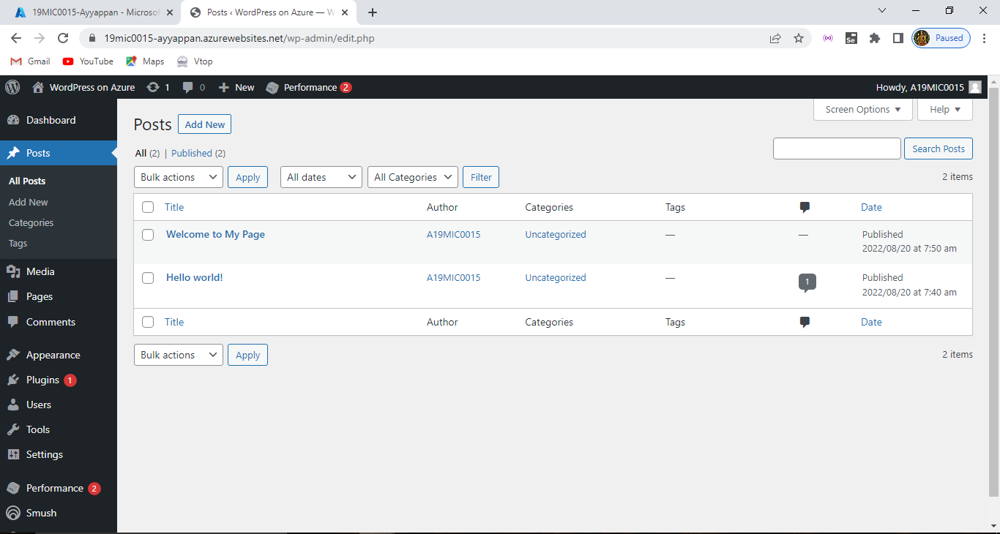 19MIC0015-Ayyappan - Microsof
Posts ‹ WordPress on Azure — W
19mic0015-ayyappan.azurewebsites.net/wp-admin/edit.php
Se
Paused
Gmail YouTube Maps Vtop
WordPress on Azure 1 0 New Performance 2 Howdy, A19MIC0015
Screen Options Help
Dashboard
Posts
All Posts
Add New
Categories
Tags
Media
Pages
Comments
Appearance
Plugins 1
Users
Tools
Settings
Performance 2
Smush
Posts Add New
All (2) | Published (2)
Search Posts
Bulk actions Apply All dates All Categories Filter 2 items
Title Author Categories Tags Date
Welcome to My Page A19MIC0015 Uncategorized — — Published
2022/08/20 at 7:50 am
Hello world! A19MIC0015 Uncategorized — 1 Published
2022/08/20 at 7:40 am
Title Author Categories Tags Date
Bulk actions Apply 2 items